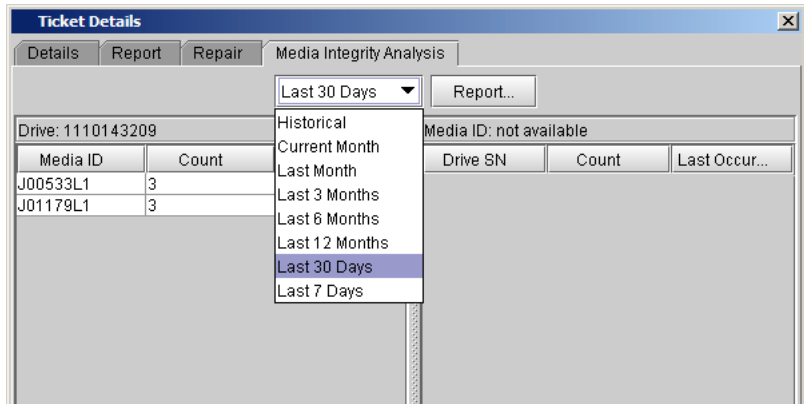 Ticket Details
Details Report Repair Media Integrity Analysis
Last 30 Days Report...
Drive: 1110143209 Media ID: not available
Media ID Count Drive SN Count Last Occur...
J00533L1 3
J01179L1 3
Historical
Current Month
Last Month
Last 3 Months
Last 6 Months
Last 12 Months
Last 30 Days
Last 7 Days